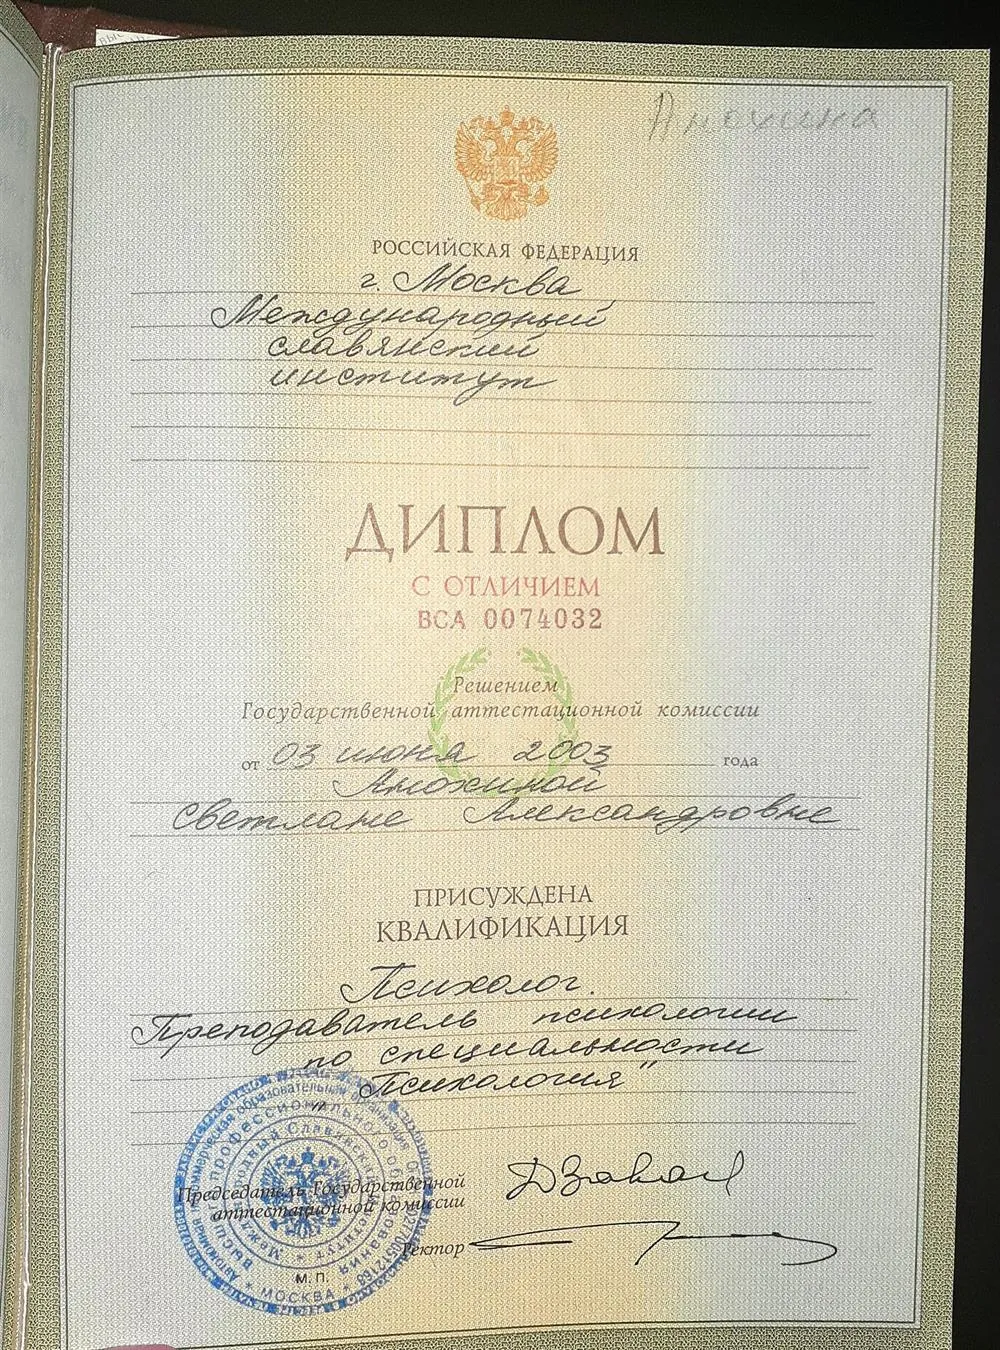 Анохина
РОССИЙСКАЯ ФЕДЕРАЦИЯ
г. Москва
Международный
славянский
институт
ДИПЛОМ
С ОТЛИЧИЕМ
ВСА 0074032
Решением
Государственной аттестационной комиссии
от 03 июня 2003 года
Анохиной
Светлане Александровне
ПРИСУЖДЕНА
КВАЛИФИКАЦИЯ
Психолог.
Преподаватель психологии
по специальности
"Психология"
Председатель Государственной
аттестационной комиссии
Ректор
М. П.
МОСКВА